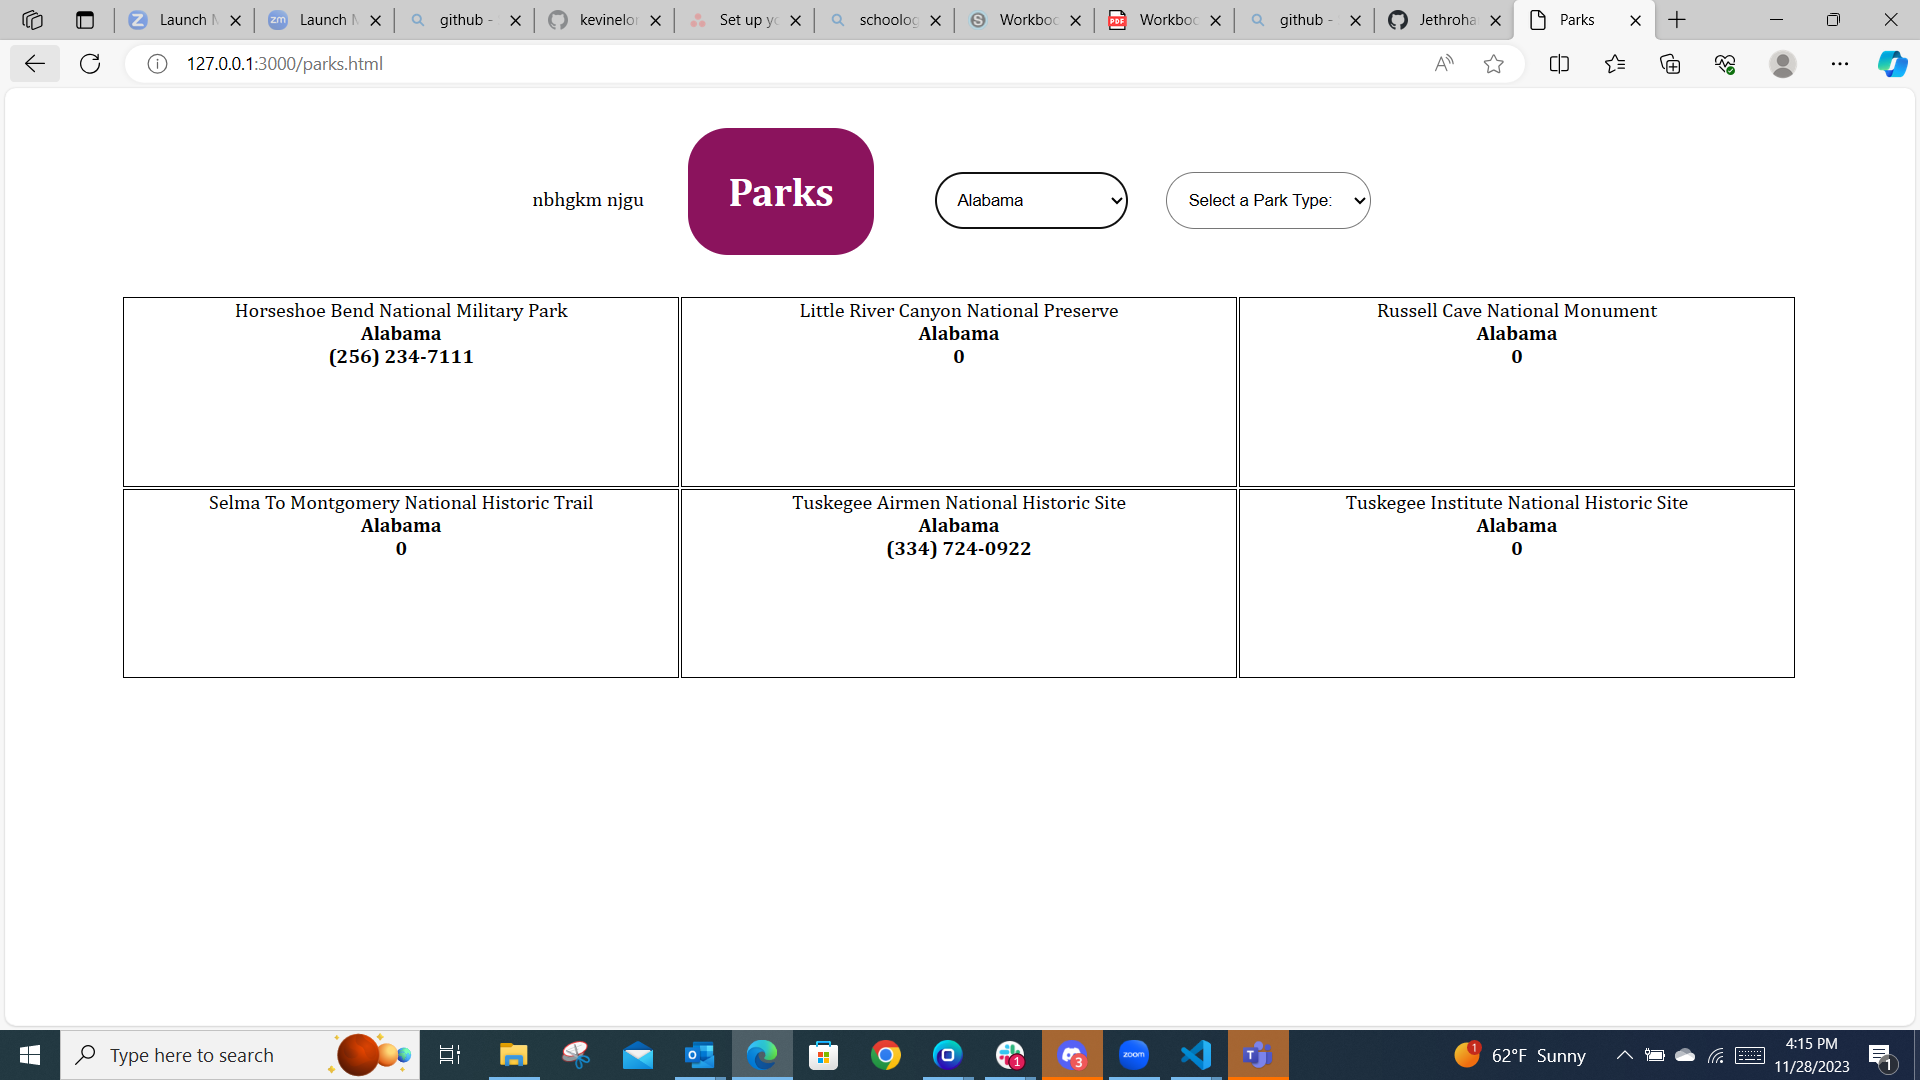 Launch M
Launch M
github -
kevinelor
Set up yo
schoolog
Workboo
Workboo
github -
Jethroha
Parks
127.0.0.1:3000/parks.html
nbhgkm njgu
Parks
Alabama
Select a Park Type:
Horseshoe Bend National Military Park
Alabama
(256) 234-7111
Little River Canyon National Preserve
Alabama
0
Russell Cave National Monument
Alabama
0
Selma To Montgomery National Historic Trail
Alabama
0
Tuskegee Airmen National Historic Site
Alabama
(334) 724-0922
Tuskegee Institute National Historic Site
Alabama
0
Type here to search
62°F Sunny
4:15 PM
11/28/2023